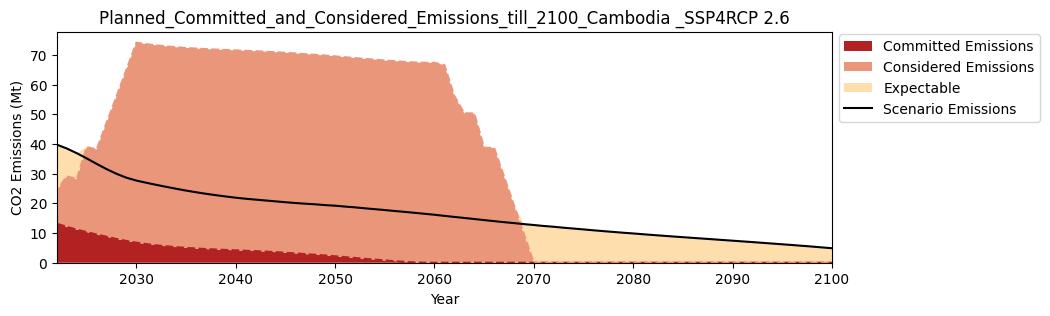 Planned_Committed_and_Considered_Emissions_till_2100_Cambodia _SSP4RCP 2.6
CO2 Emissions (Mt)
70
60
50
40
30
20
10
0
2030 2040 2050 2060 2070 2080 2090 2100
Year
Committed Emissions
Considered Emissions
Expectable
Scenario Emissions